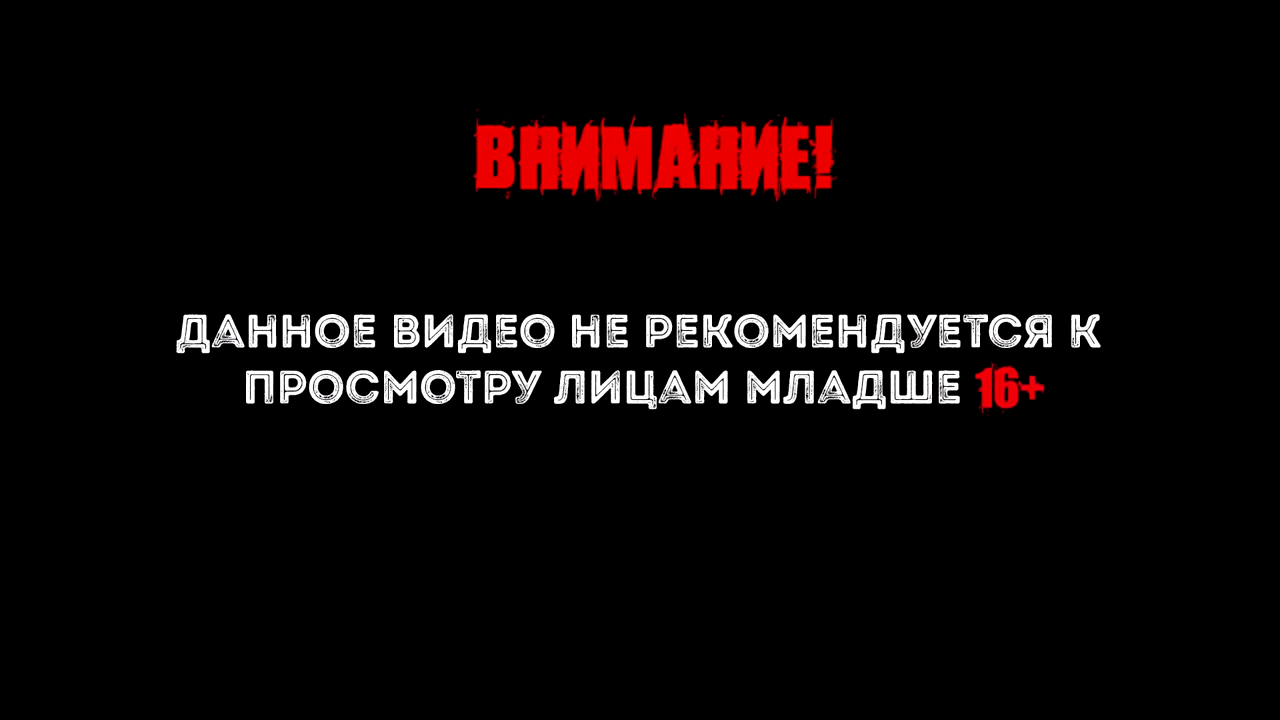 ВНИМАНИЕ!
ДАННОЕ ВИДЕО НЕ РЕКОМЕНДУЕТСЯ К
ПРОСМОТРУ ЛИЦАМ МЛАДШЕ 16+